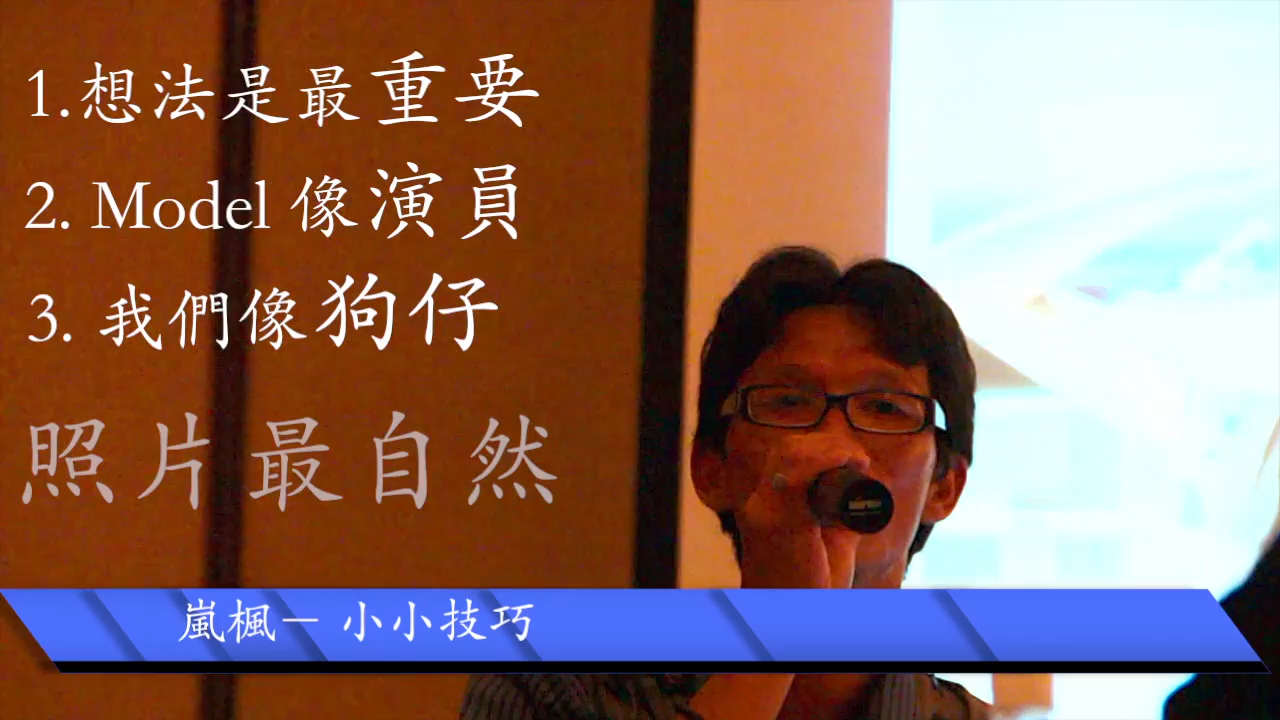 1.想法是最重要
2. Model 像演員
3. 我們像狗仔
照片最自然
嵐楓－ 小小技巧